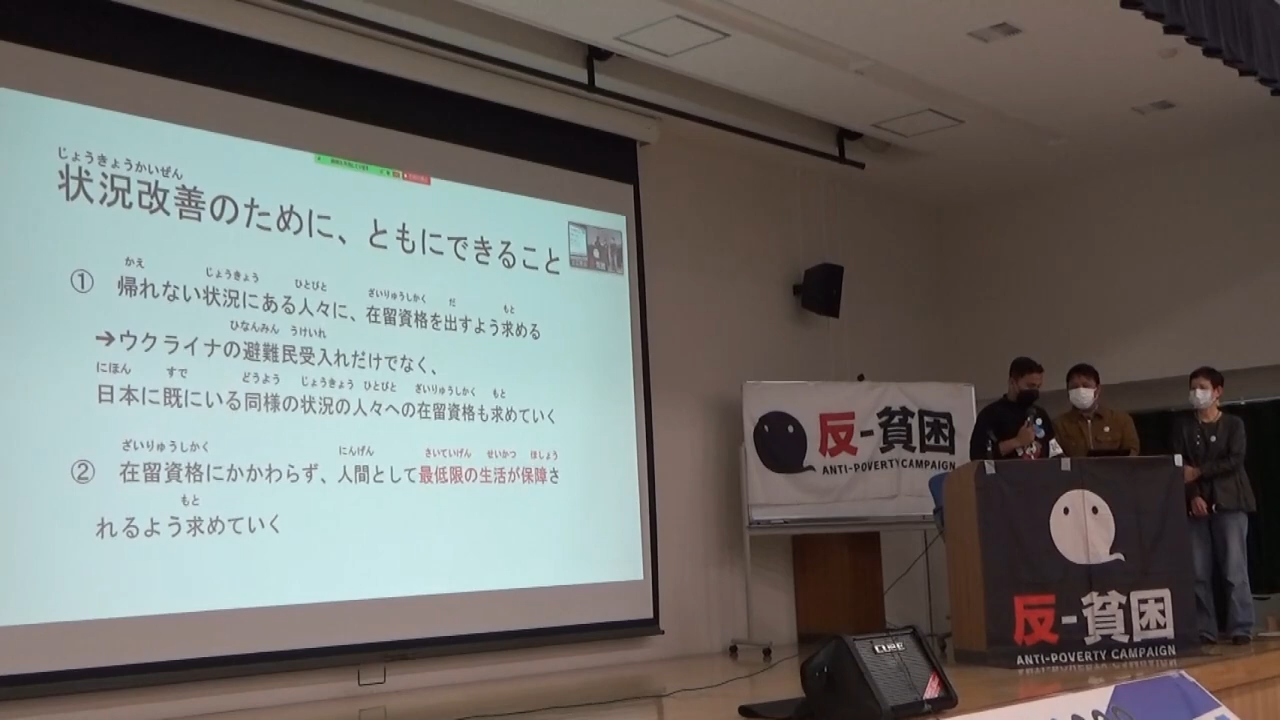 じょうきょうかいぜん
状況改善のために、ともにできること
かえ じょうきょう ひとびと ざいりゅうしかく だ もと
① 帰れない状況にある人々に、在留資格を出すよう求める
ひなんみん うけいれ
➔ウクライナの避難民受入れだけでなく、
にほん すで どうよう じょうきょう ひとびと ざいりゅうしかく もと
日本に既にいる同様の状況の人々への在留資格も求めていく
ざいりゅうしかく にんげん さいていげん せいかつ ほしょう
② 在留資格にかかわらず、人間として最低限の生活が保障さ
もと
れるよう求めていく
反-貧困
ANTI-POVERTY CAMPAIGN
反-貧困
ANTI-POVERTY CAMPAIGN
CUBE